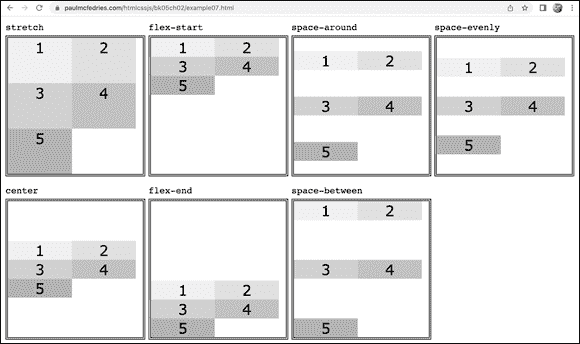 paulmcfedries.com/htmlcssjs/bk05ch02/example07.html
stretch flex-start space-around space-evenly
1 2 1 2 1 2 1 2
3 4 3 4 3 4 3 4
5 5 5 5
center flex-end space-between
1 2 1 2 1 2
3 4 3 4 3 4
5 5 5